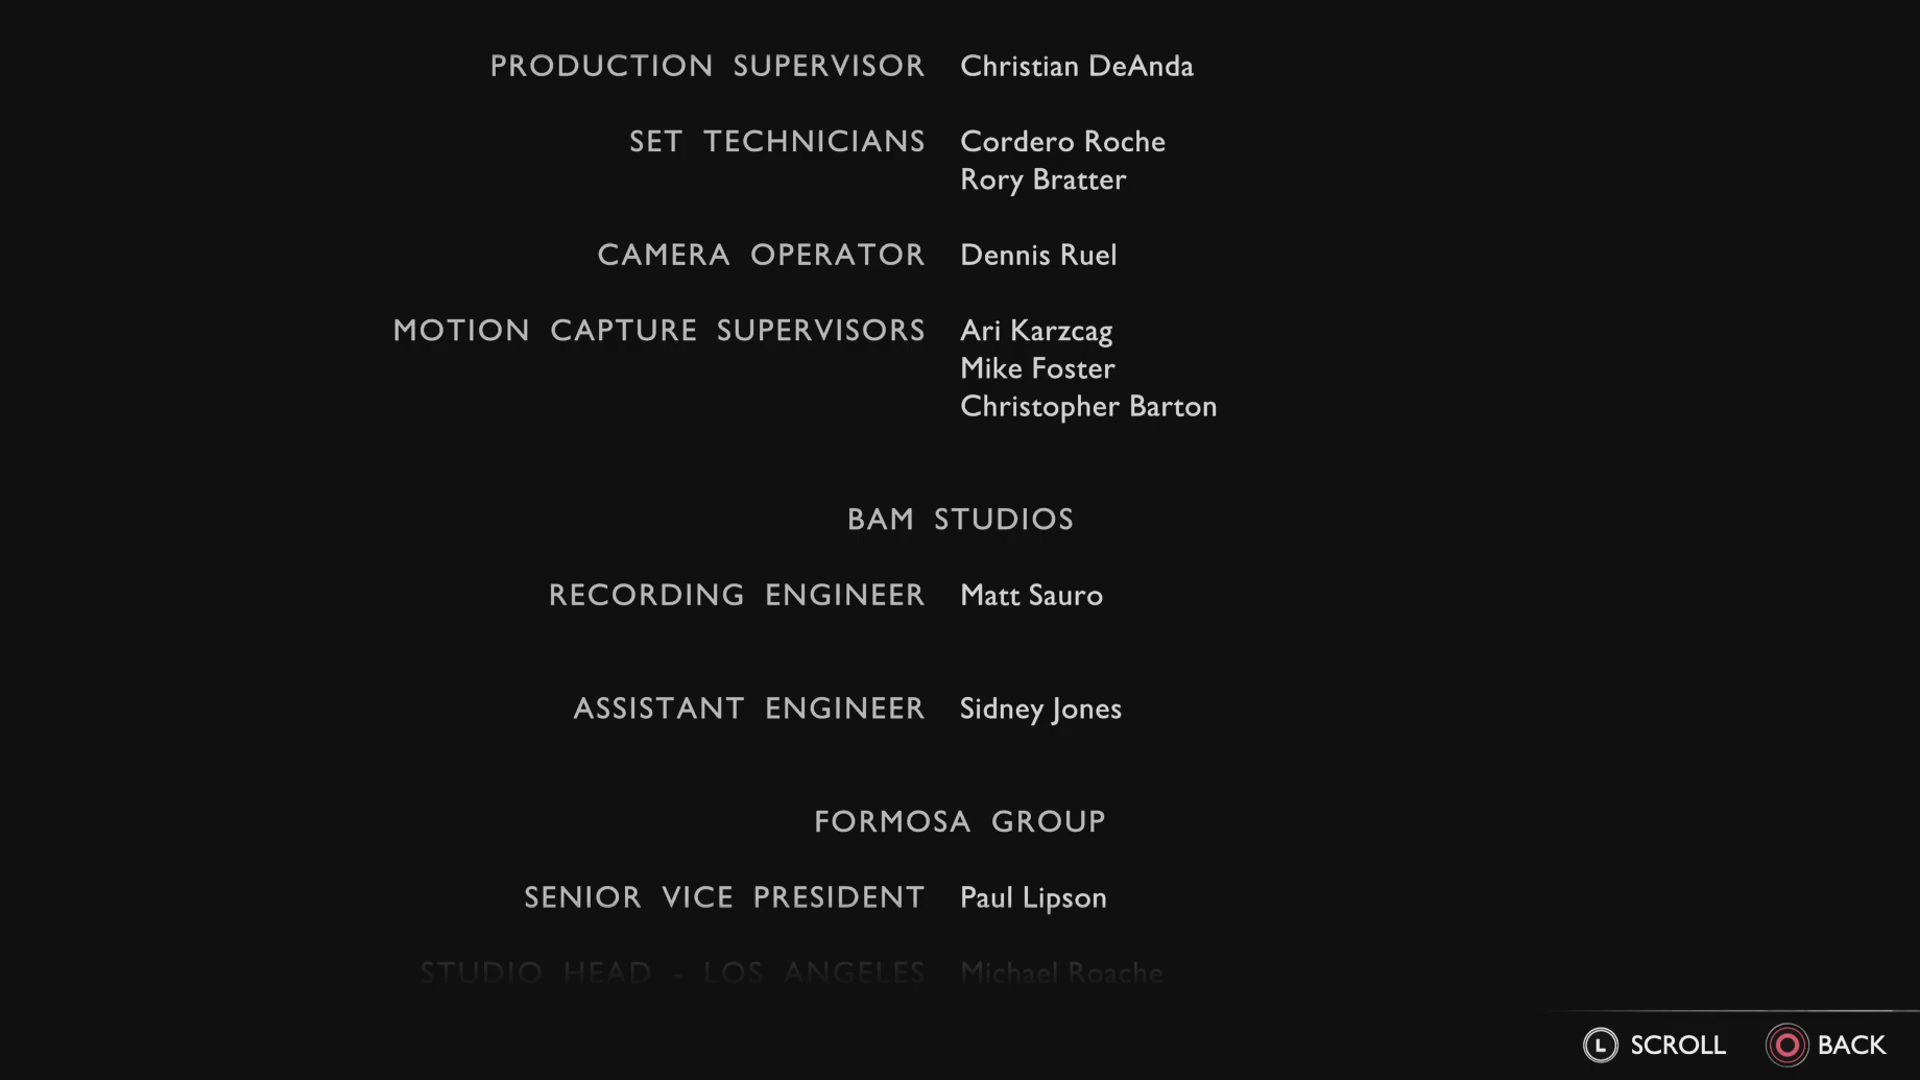 PRODUCTION SUPERVISOR Christian DeAnda
SET TECHNICIANS Cordero Roche
Rory Bratter
CAMERA OPERATOR Dennis Ruel
MOTION CAPTURE SUPERVISORS Ari Karzcag
Mike Foster
Christopher Barton
BAM STUDIOS
RECORDING ENGINEER Matt Sauro
ASSISTANT ENGINEER Sidney Jones
FORMOSA GROUP
SENIOR VICE PRESIDENT Paul Lipson
STUDIO HEAD - LOS ANGELES Michael Roache
L SCROLL BACK